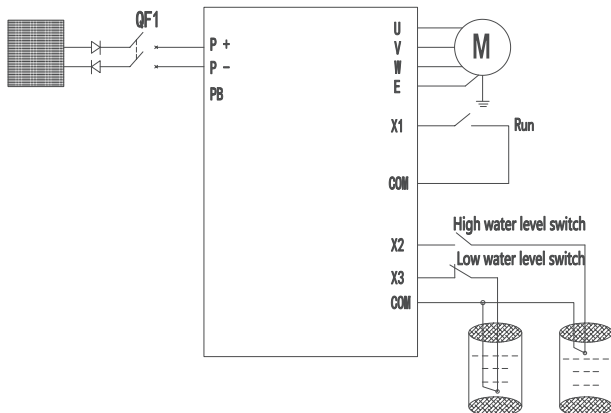 QF1
P +
P -
PB
U
V
W
E
M
X1
Run
COM
High water level switch
X2
Low water level switch
X3
COM